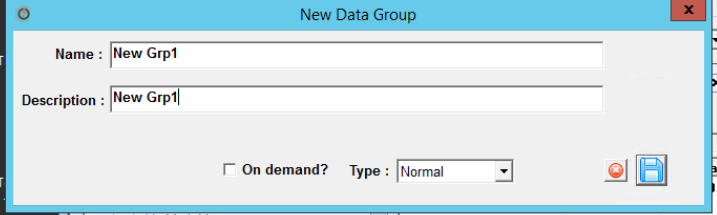 New Data Group
x
Name : New Grp1
Description : New Grp1
On demand? Type : Normal